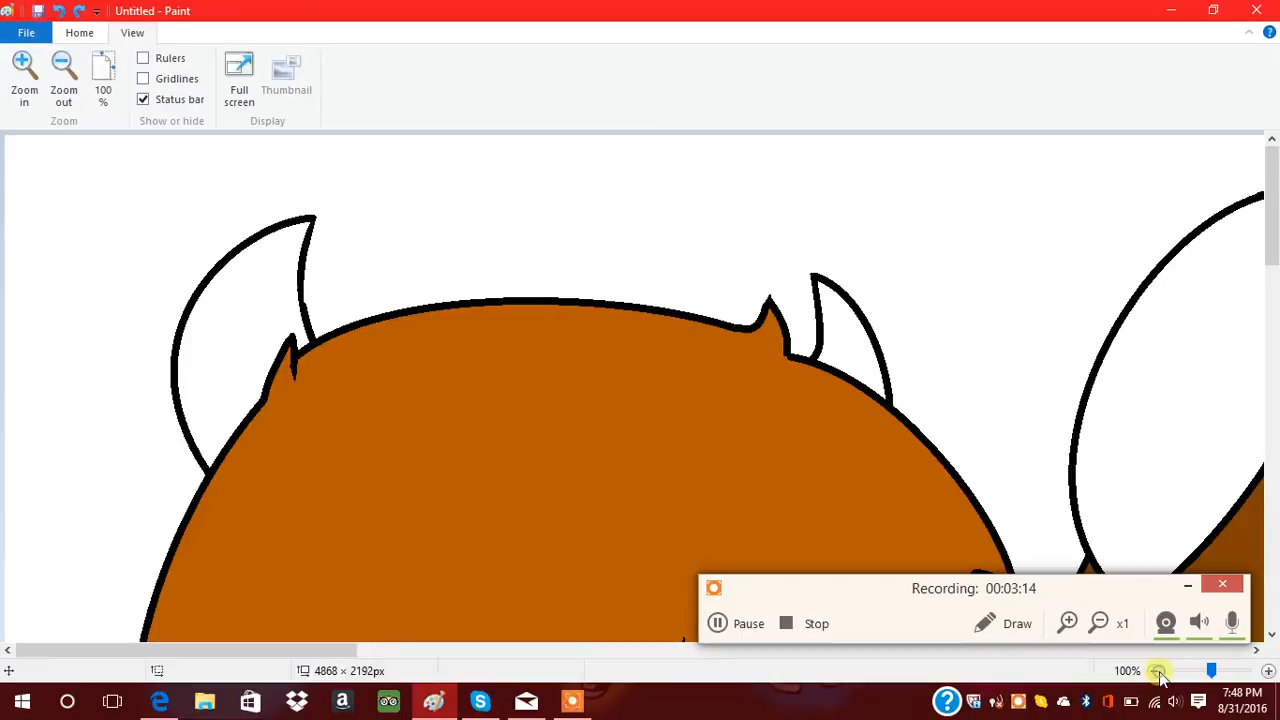 Untitled - Paint
File Home View
Zoom in
Zoom out
100 %
Rulers
Gridlines
Status bar
Full screen
Thumbnail
Zoom
Show or hide
Display
Recording: 00:03:14
Pause
Stop
Draw
x1
4868 × 2192px
100%
7:48 PM
8/31/2016